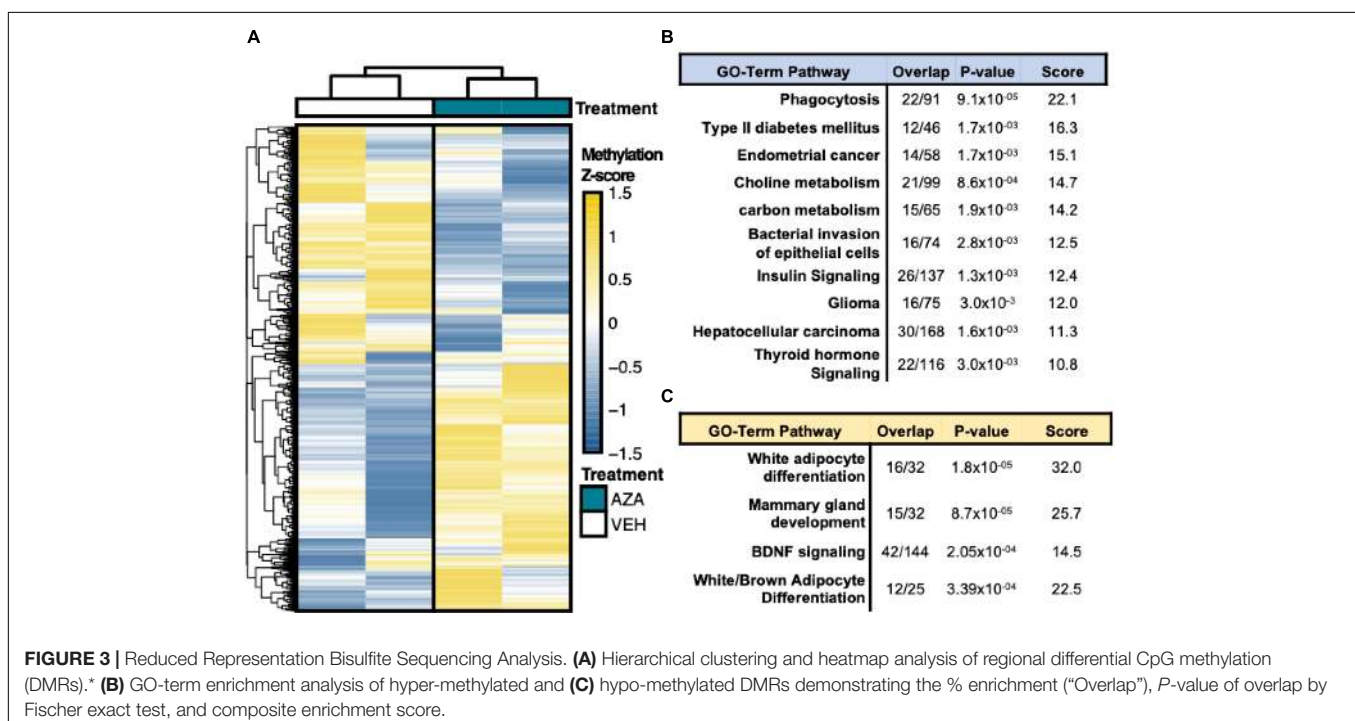 A
Treatment
Methylation
Z-score
1.5
1
0.5
0
−0.5
−1
−1.5
Treatment
AZA
VEH
B
GO-Term Pathway Overlap P-value Score
Phagocytosis 22/91 9.1x10-05 22.1
Type II diabetes mellitus 12/46 1.7x10-03 16.3
Endometrial cancer 14/58 1.7x10-03 15.1
Choline metabolism 21/99 8.6x10-04 14.7
carbon metabolism 15/65 1.9x10-03 14.2
Bacterial invasion
of epithelial cells 16/74 2.8x10-03 12.5
Insulin Signaling 26/137 1.3x10-03 12.4
Glioma 16/75 3.0x10-3 12.0
Hepatocellular carcinoma 30/168 1.6x10-03 11.3
Thyroid hormone
Signaling 22/116 3.0x10-03 10.8
C
GO-Term Pathway Overlap P-value Score
White adipocyte
differentiation 16/32 1.8x10-05 32.0
Mammary gland
development 15/32 8.7x10-05 25.7
BDNF signaling 42/144 2.05x10-04 14.5
White/Brown Adipocyte
Differentiation 12/25 3.39x10-04 22.5
FIGURE 3 | Reduced Representation Bisulfite Sequencing Analysis. (A) Hierarchical clustering and heatmap analysis of regional differential CpG methylation
(DMRs).* (B) GO-term enrichment analysis of hyper-methylated and (C) hypo-methylated DMRs demonstrating the % enrichment (“Overlap”), P-value of overlap by
Fischer exact test, and composite enrichment score.